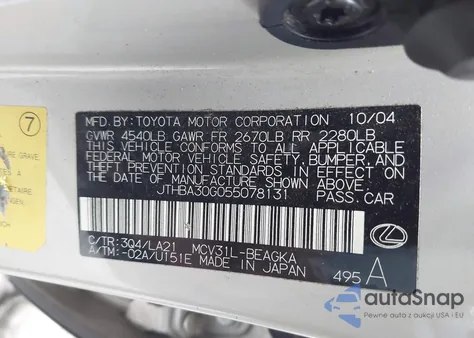 7
MFD. BY: TOYOTA MOTOR CORPORATION 10/04
GVWR 4540LB GAWR FR 2670LB RR 2280LB
THIS VEHICLE CONFORMS TO ALL APPLICABLE
FEDERAL MOTOR VEHICLE SAFETY, BUMPER, AND
THEFT PREVENTION STANDARDS IN EFFECT ON THE
DATE OF MANUFACTURE SHOWN ABOVE.
JTHBA30G055078131 PASS.CAR
C/TR: 3Q4/LA21 MCV31L-BEAGKA
A/TM: -02A/U151E MADE IN JAPAN
495 A
autoSnap
Pewne auta z aukcji USA i EU